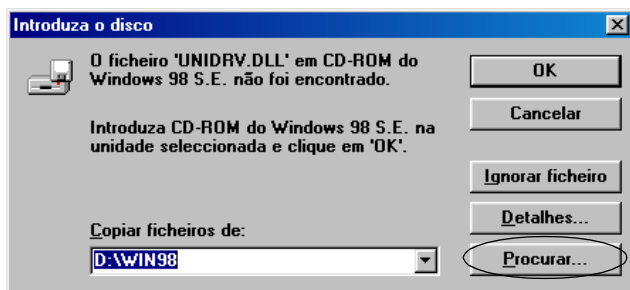 Introduza o disco
O ficheiro 'UNIDRV.DLL' em CD-ROM do
Windows 98 S.E. não foi encontrado.
Introduza CD-ROM do Windows 98 S.E. na
unidade seleccionada e clique em 'OK'.
Copiar ficheiros de:
D:\WIN98
OK
Cancelar
Ignorar ficheiro
Detalhes...
Procurar...